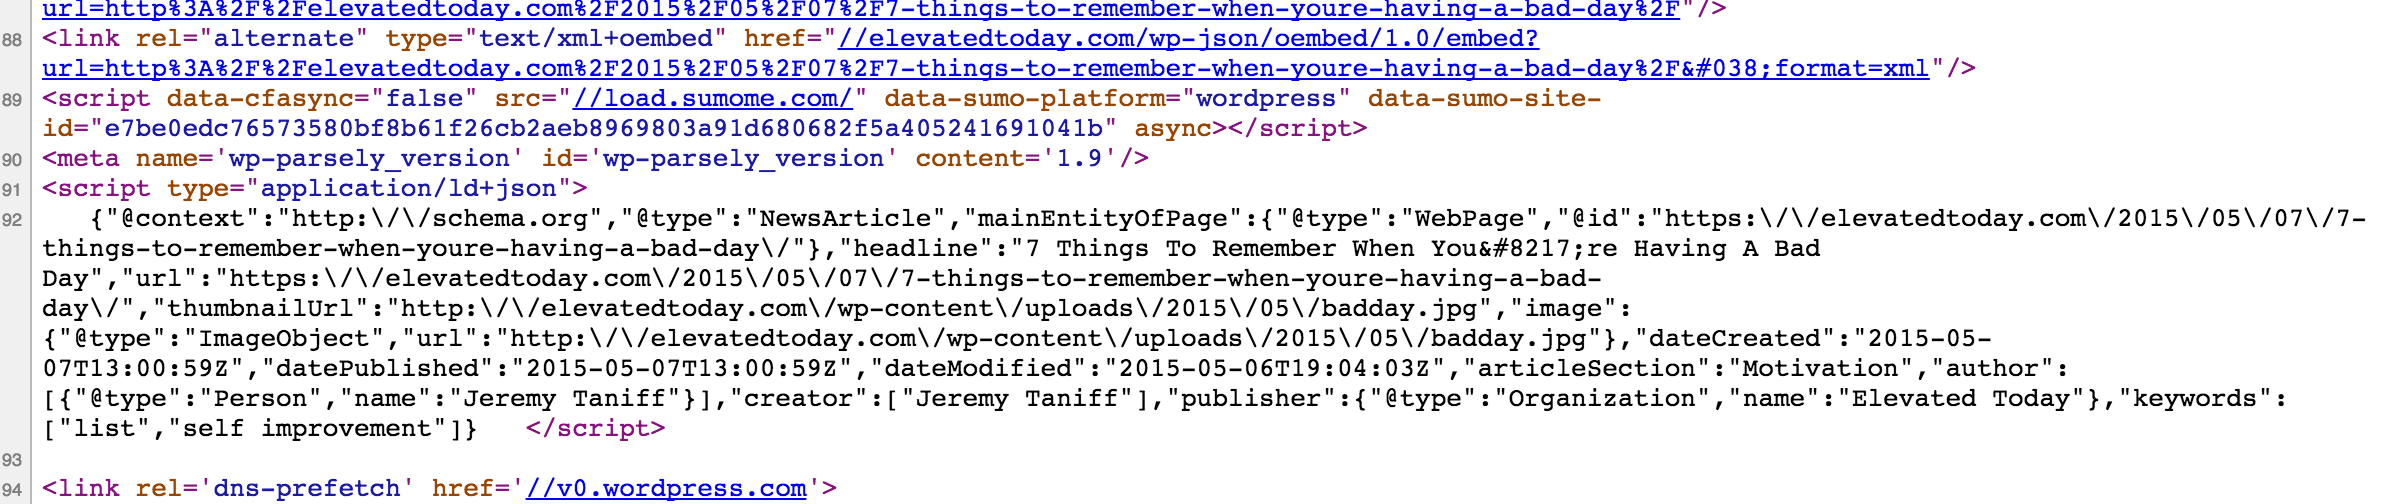 url=http%3A%2F%2Felevatedtoday.com%2F2015%2F05%2F07%2F7-things-to-remember-when-youre-having-a-bad-day%2F"/>
88 <link rel="alternate" type="text/xml+oembed" href="//elevatedtoday.com/wp-json/oembed/1.0/embed?
url=http%3A%2F%2Felevatedtoday.com%2F2015%2F05%2F07%2F7-things-to-remember-when-youre-having-a-bad-day%2F&#038;format=xml"/>
89 <script data-cfasync="false" src="//load.sumome.com/" data-sumo-platform="wordpress" data-sumo-site-
id="e7be0edc76573580bf8b61f26cb2aeb8969803a91d680682f5a405241691041b" async></script>
90 <meta name='wp-parsely_version' id='wp-parsely_version' content='1.9'/>
91 <script type="application/ld+json">
92 {"@context":"http:\/\/schema.org","@type":"NewsArticle","mainEntityOfPage":{"@type":"WebPage","@id":"https:\/\/elevatedtoday.com\/2015\/05\/07\/7-
things-to-remember-when-youre-having-a-bad-day\/"},"headline":"7 Things To Remember When You&#8217;re Having A Bad
Day","url":"https:\/\/elevatedtoday.com\/2015\/05\/07\/7-things-to-remember-when-youre-having-a-bad-
day\/","thumbnailUrl":"http:\/\/elevatedtoday.com\/wp-content\/uploads\/2015\/05\/badday.jpg","image":
{"@type":"ImageObject","url":"http:\/\/elevatedtoday.com\/wp-content\/uploads\/2015\/05\/badday.jpg"},"dateCreated":"2015-05-
07T13:00:59Z","datePublished":"2015-05-07T13:00:59Z","dateModified":"2015-05-06T19:04:03Z","articleSection":"Motivation","author":
[{"@type":"Person","name":"Jeremy Taniff"}],"creator":["Jeremy Taniff"],"publisher":{"@type":"Organization","name":"Elevated Today"},"keywords":
["list","self improvement"]} </script>
93
94 <link rel='dns-prefetch' href='//v0.wordpress.com'>